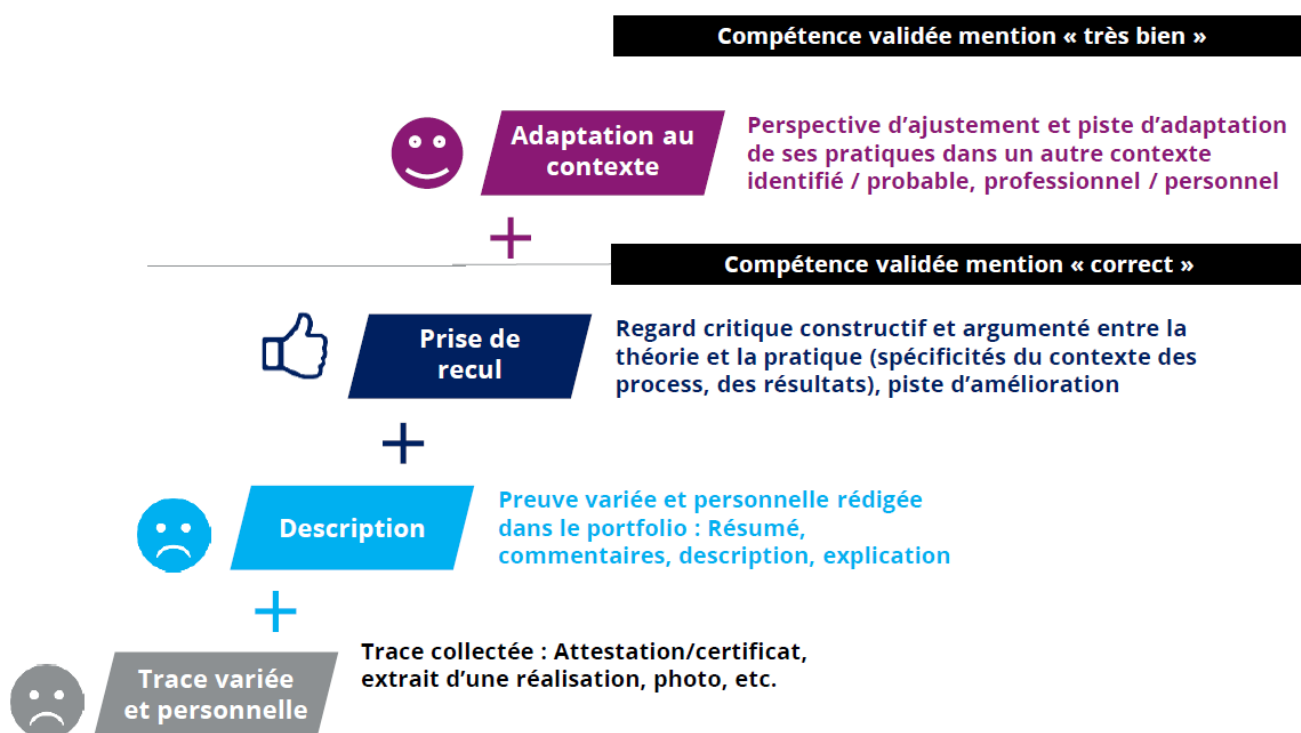 Compétence validée mention « très bien »
Adaptation au
contexte
Perspective d'ajustement et piste d'adaptation
de ses pratiques dans un autre contexte
identifié / probable, professionnel / personnel
+
Compétence validée mention « correct »
Prise de
recul
Regard critique constructif et argumenté entre la
théorie et la pratique (spécificités du contexte des
process, des résultats), piste d'amélioration
+
Description
Preuve variée et personnelle rédigée
dans le portfolio : Résumé,
commentaires, description, explication
+
Trace variée
et personnelle
Trace collectée : Attestation/certificat,
extrait d'une réalisation, photo, etc.